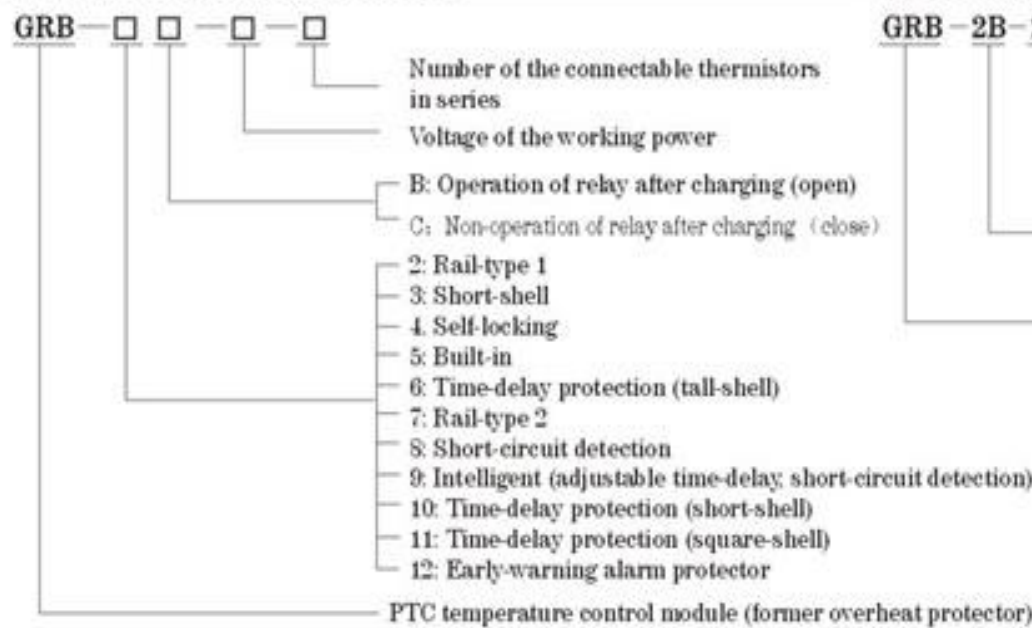 GRB—□ □ — □ — □
Number of the connectable thermistors
in series
Voltage of the working power
B: Operation of relay after charging (open)
C: Non-operation of relay after charging （close）
2: Rail-type 1
3: Short-shell
4. Self-locking
5: Built-in
6: Time-delay protection (tall-shell)
7: Rail-type 2
8: Short-circuit detection
9: Intelligent (adjustable time-delay, short-circuit detection)
10: Time-delay protection (short-shell)
11: Time-delay protection (square-shell)
12: Early-warning alarm protector
PTC temperature control module (former overheat protector)
GRB—2B—